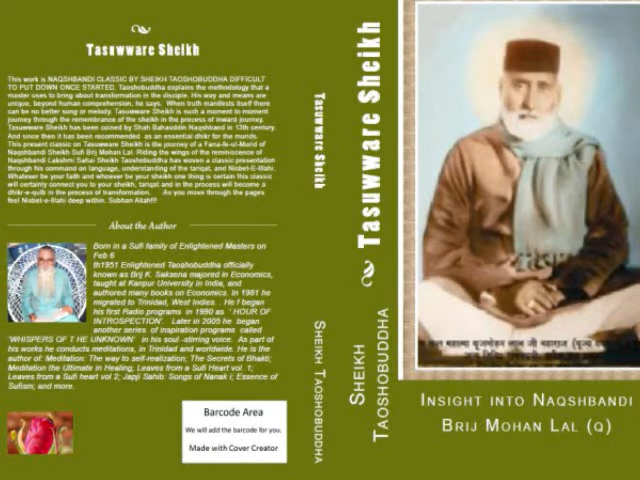 Tasuwware Sheikh
This work is NAQSHBANDI CLASSIC BY SHEIKH TAOSHOBUDDHA DIFFICULT
TO PUT DOWN ONCE STARTED. Taoshobuddha explains the methodology that a
master uses to bring about transformation in the disciple. His way and means are
unique, beyond human comprehension, he says. When truth manifests itself there
can be no better song or melody. Tasuwware Sheikh is such a moment to moment
journey through the remembrance of the sheikh in the process of inward journey.
Tasuwware Sheikh has been coined by Shah Bahauddin Naqshband in 13th century.
And since then it has been recommended as an essential dhikr for the murids.
This present classic on Tasuwware Sheikh is the journey of a Fana-fe-ul-Murid of
Naqshbandi Sheikh Sufi Brij Mohan Lal. Riding the wings of the reminiscence of
Naqshbandi Lakshmi Sahai Sheikh Taoshobuddha has woven a classic presentation
through his command on language, understanding of the tariqat, and Nisbet-E-Illahi.
Whatever be your faith and whoever be your sheikh one thing is certain this classic
will certainly connect you to your sheikh, tariqat and in the process will become a
dhikr-e-qulb in the process of transformation. As you move through the pages
feel Nisbet-e-Ilahi deep within. Subhan Allah!!!
About the Author
Born in a Sufi family of Enlightened Masters on
Feb 6
th1951 Enlightened Taoshobuddha officially
known as Brij K. Saksena majored in Economics,
taught at Kanpur University in India, and
authored many books on Economics. In 1981 he
migrated to Trinidad, West Indies. . He f began
his first Radio programs in 1990 as ' HOUR OF
INTROSPECTION'. Later in 2005 he began
another series of inspiration programs called
'WHISPERS OF T HE UNKNOWN' in his soul -stirring voice. As part of
his works he conducts meditations, in Trinidad and worldwide. He is the
author of: Meditation: The way to self-realization; The Secrets of Bhakti;
Meditation the Ultimate in Healing; Leaves from a Sufi Heart vol. 1;
Leaves from a Sufi heart vol 2; Japji Sahib: Songs of Nanak i; Essence of
Sufism; and more.
Barcode Area
We will add the barcode for you.
Made with Cover Creator
Tasuwware Sheikh
SHEIKH TAOSHOBUDDHA
Tasuwware Sheikh
SHEIKH
TAOSHOBUDDHA
महात्मा बृजमोहन लाल जी महाराज (पूज्य
INSIGHT INTO NAQSHBANDI
BRIJ MOHAN LAL (Q)